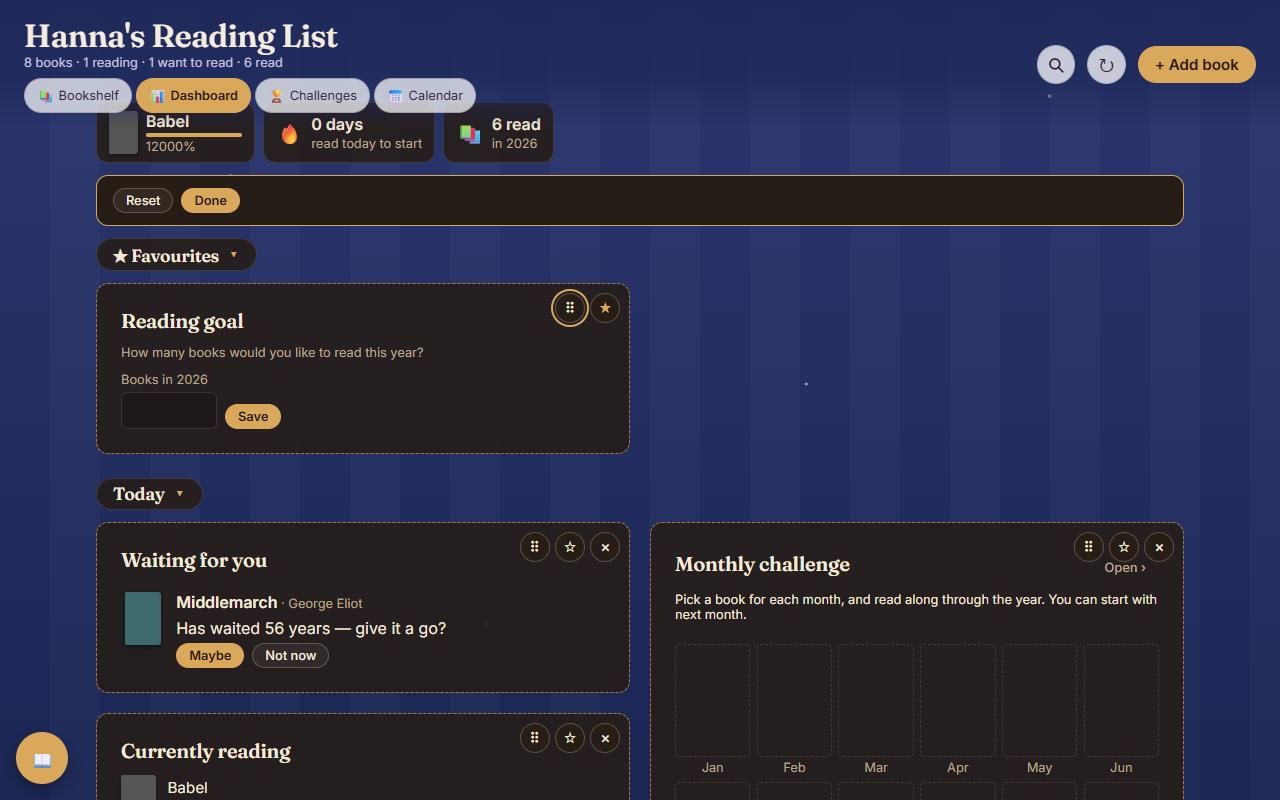 Hanna's Reading List
8 books · 1 reading · 1 want to read · 6 read
Bookshelf
Dashboard
Challenges
Calendar
+ Add book
Babel
12000%
0 days
read today to start
6 read
in 2026
Reset
Done
★ Favourites
Reading goal
How many books would you like to read this year?
Books in 2026
Save
Today
Waiting for you
Middlemarch · George Eliot
Has waited 56 years — give it a go?
Maybe
Not now
Monthly challenge
Open ›
Pick a book for each month, and read along through the year. You can start with
next month.
Jan
Feb
Mar
Apr
May
Jun
Currently reading
Babel